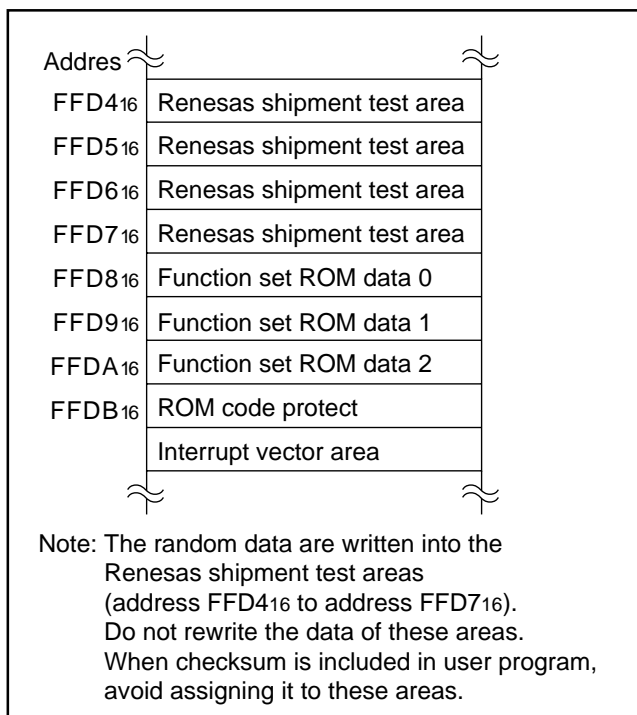 Addres
FFD4₁₆ Renesas shipment test area
FFD5₁₆ Renesas shipment test area
FFD6₁₆ Renesas shipment test area
FFD7₁₆ Renesas shipment test area
FFD8₁₆ Function set ROM data 0
FFD9₁₆ Function set ROM data 1
FFDA₁₆ Function set ROM data 2
FFDB₁₆ ROM code protect
Interrupt vector area
Note: The random data are written into the
Renesas shipment test areas
(address FFD4₁₆ to address FFD7₁₆).
Do not rewrite the data of these areas.
When checksum is included in user program,
avoid assigning it to these areas.